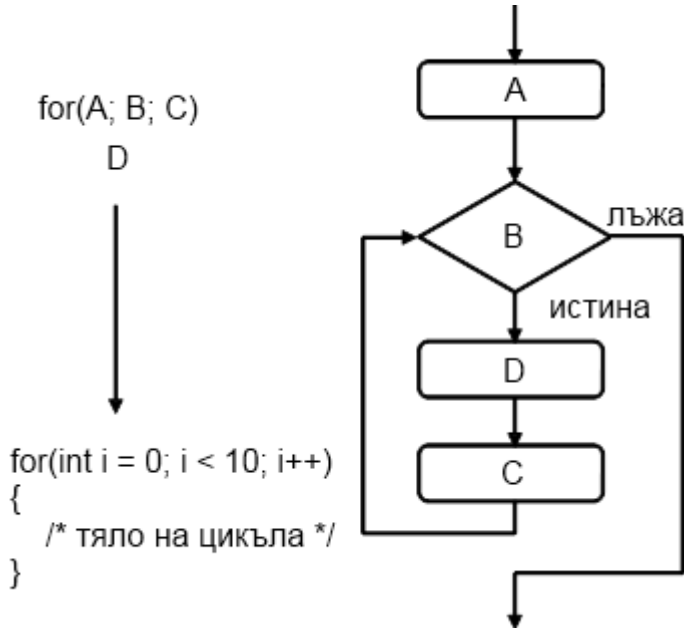 for(A; B; C)
D
for(int i = 0; i < 10; i++)
{
/* тяло на цикъла */
}
A
B
лъжа
истина
D
C